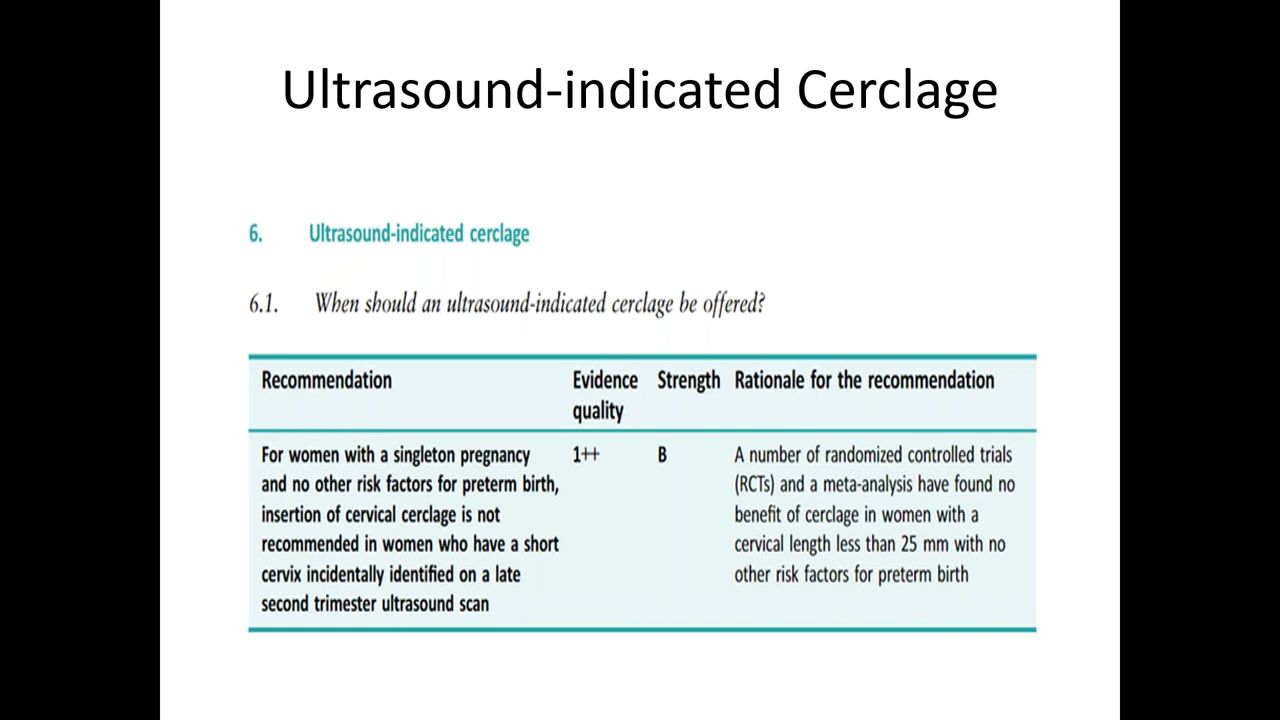 Ultrasound-indicated Cerclage
6. Ultrasound-indicated cerclage
6.1. When should an ultrasound-indicated cerclage be offered?
Recommendation Evidence quality Strength Rationale for the recommendation
For women with a singleton pregnancy
and no other risk factors for preterm birth,
insertion of cervical cerclage is not
recommended in women who have a short
cervix incidentally identified on a late
second trimester ultrasound scan
1++
B
A number of randomized controlled trials
(RCTs) and a meta-analysis have found no
benefit of cerclage in women with a
cervical length less than 25 mm with no
other risk factors for preterm birth